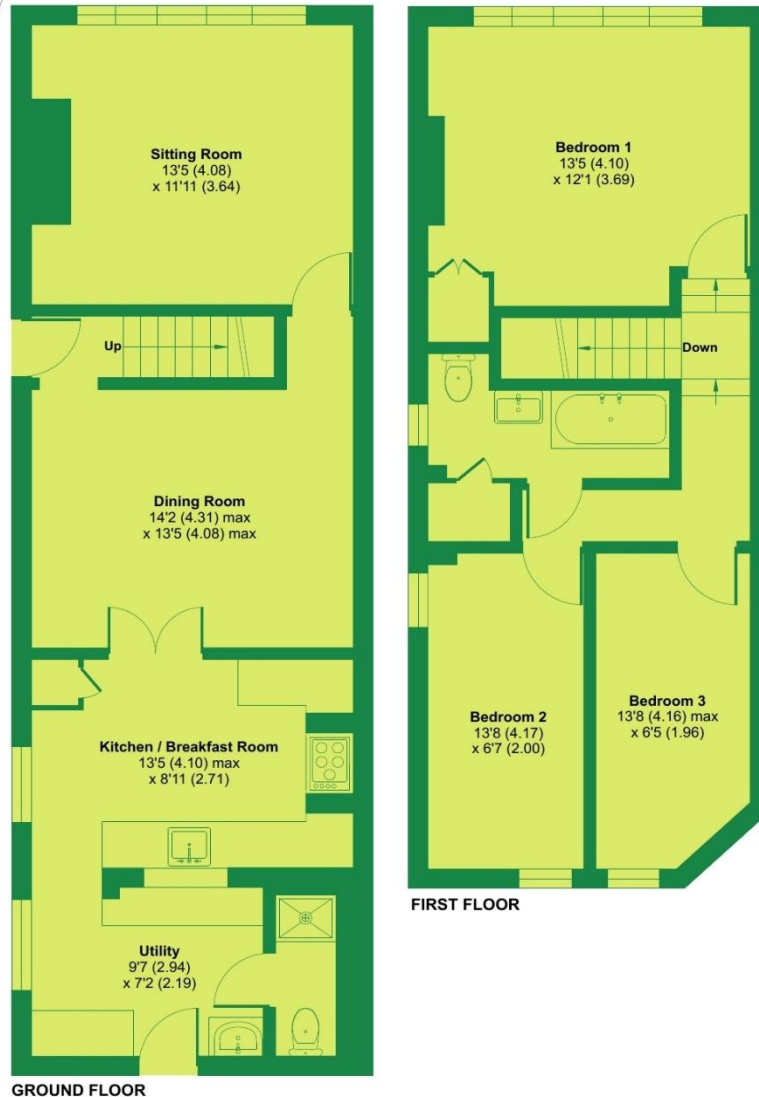 Sitting Room
13'5 (4.08)
x 11'11 (3.64)
Up
Dining Room
14'2 (4.31) max
x 13'5 (4.08) max
Kitchen / Breakfast Room
13'5 (4.10) max
x 8'11 (2.71)
Utility
9'7 (2.94)
x 7'2 (2.19)
GROUND FLOOR
Bedroom 1
13'5 (4.10)
x 12'1 (3.69)
Down
Bedroom 2
13'8 (4.17)
x 6'7 (2.00)
Bedroom 3
13'8 (4.16) max
x 6'5 (1.96)
FIRST FLOOR